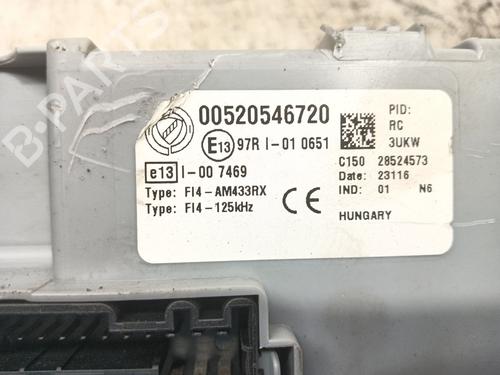 00520546720
E13 97R I-01 0651
e13 I-00 7469
Type: FI4-AM433RX
Type: FI4-125kHz
CE
PID:
RC
3UKW
C150 28524573
Date: 23116
IND: 01 N6
HUNGARY
B-PARTS